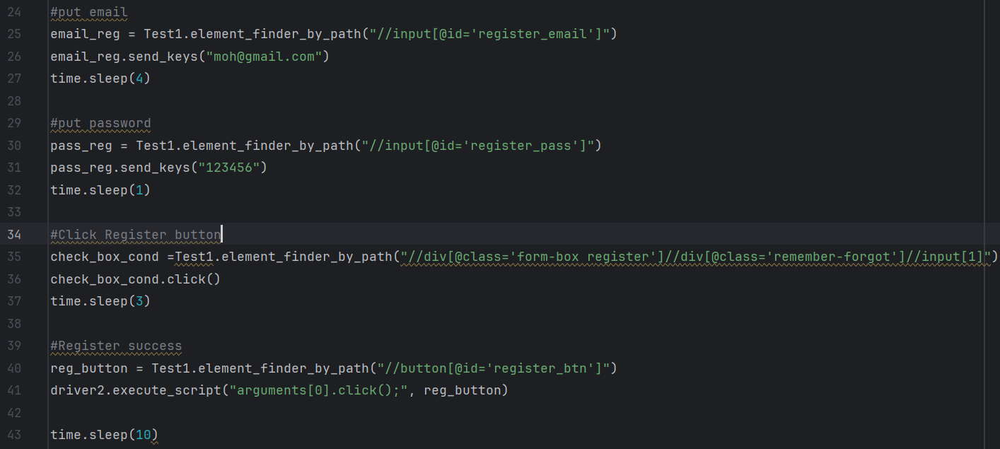 24 #put email
25 email_reg = Test1.element_finder_by_path("//input[@id='register_email']")
26 email_reg.send_keys("moh@gmail.com")
27 time.sleep(4)
28
29 #put password
30 pass_reg = Test1.element_finder_by_path("//input[@id='register_pass']")
31 pass_reg.send_keys("123456")
32 time.sleep(1)
33
34 #Click Register button
35 check_box_cond =Test1.element_finder_by_path("//div[@class='form-box register']//div[@class='remember-forgot']//input[1]")
36 check_box_cond.click()
37 time.sleep(3)
38
39 #Register success
40 reg_button = Test1.element_finder_by_path("//button[@id='register_btn']")
41 driver2.execute_script("arguments[0].click();", reg_button)
42
43 time.sleep(10)